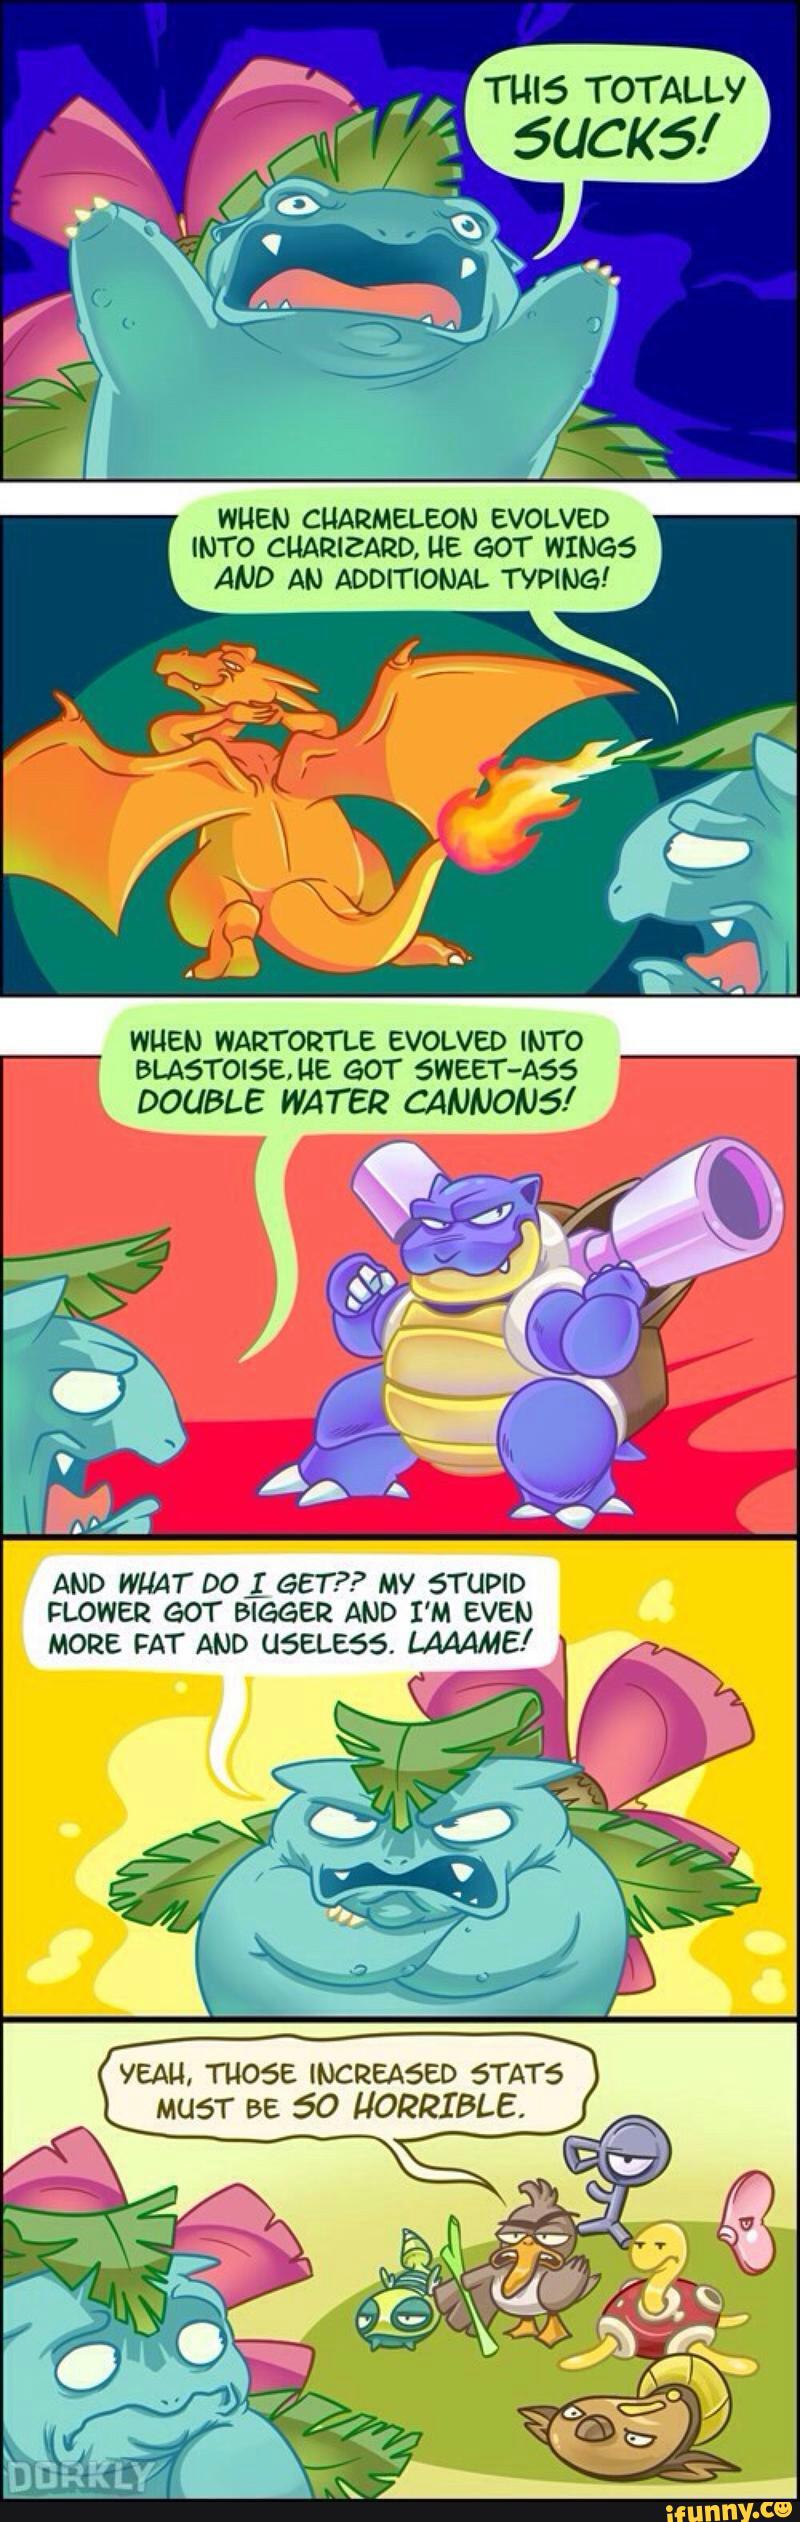 THIS TOTALLY
SUCKS!
WHEN CHARMELEON EVOLVED
INTO CHARIZARD, HE GOT WINGS
AND AN ADDITIONAL TYPING!
WHEN WARTORTLE EVOLVED INTO
BLASTOISE, HE GOT SWEET-ASS
DOUBLE WATER CANNONS!
AND WHAT DO I GET?? MY STUPID
FLOWER GOT BIGGER AND I'M EVEN
MORE FAT AND USELESS. LAAAME!
YEAH, THOSE INCREASED STATS
MUST BE SO HORRIBLE.
DORKLY
ifunny.co